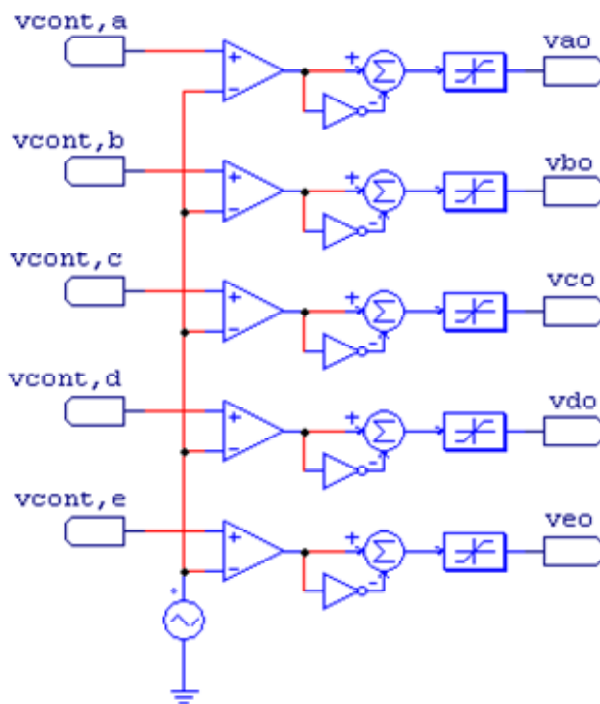 vcont,a
vao
vcont,b
vbo
vcont,c
vco
vcont,d
vdo
vcont,e
veo
+
-
+
-
Σ
+
-
+
-
Σ
+
-
+
-
Σ
+
-
+
-
Σ
+
-
+
-
Σ
+